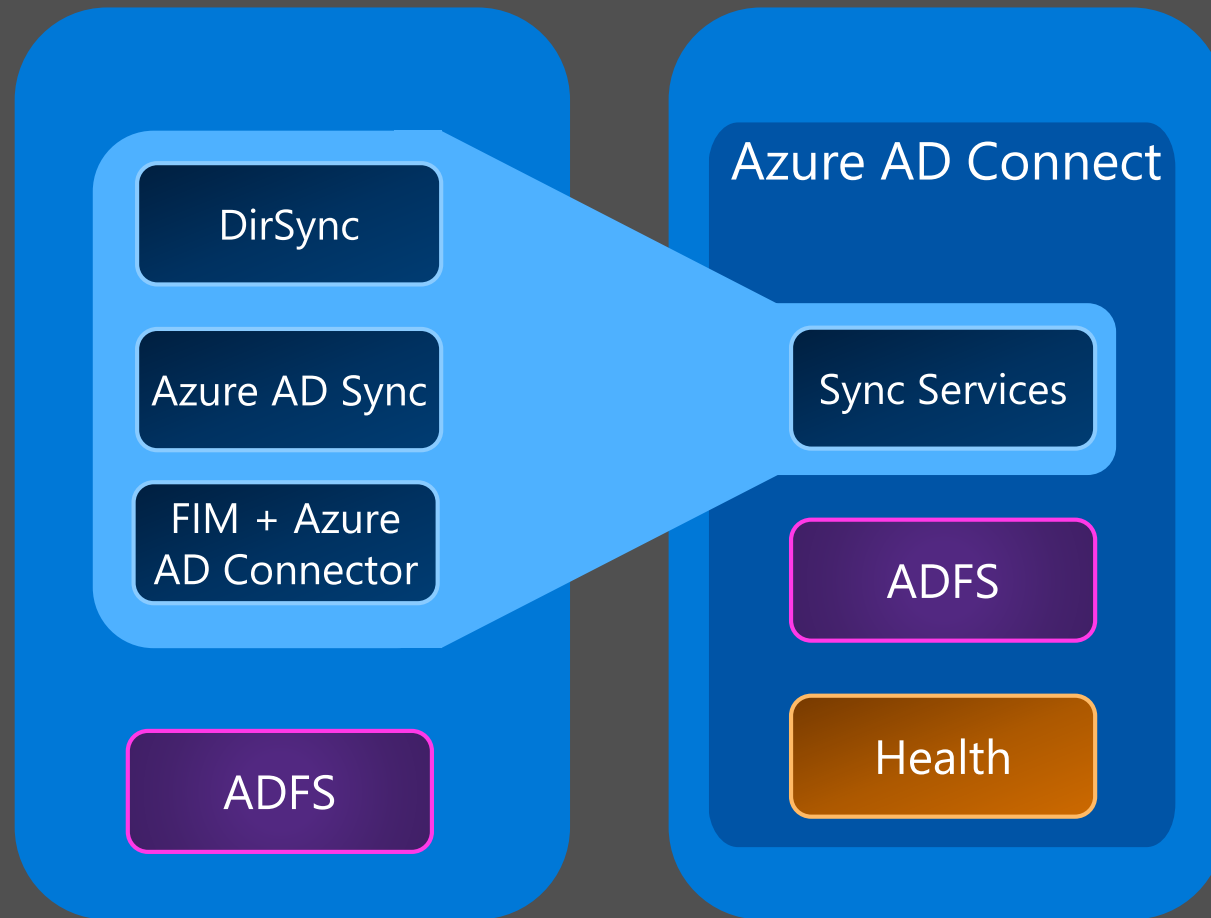 DirSync
Azure AD Sync
FIM + Azure
AD Connector
ADFS
Azure AD Connect
Sync Services
ADFS
Health